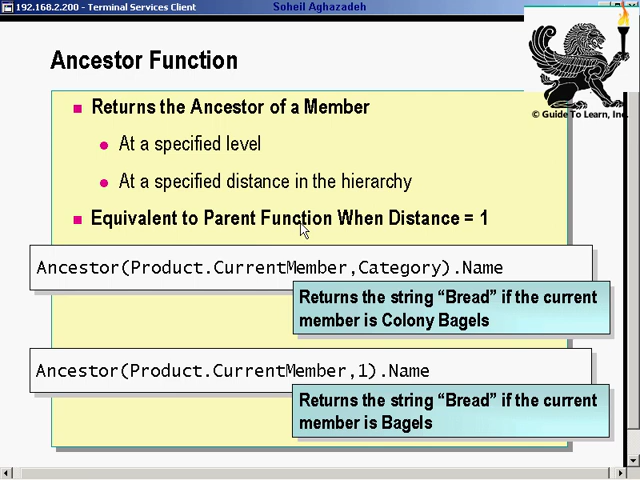 192.168.2.200 - Terminal Services Client
Soheil Aghazadeh
Ancestor Function
© Guide To Learn, Inc.
Returns the Ancestor of a Member
At a specified level
At a specified distance in the hierarchy
Equivalent to Parent Function When Distance = 1
Ancestor(Product.CurrentMember,Category).Name
Returns the string “Bread” if the current
member is Colony Bagels
Ancestor(Product.CurrentMember,1).Name
Returns the string “Bread” if the current
member is Bagels